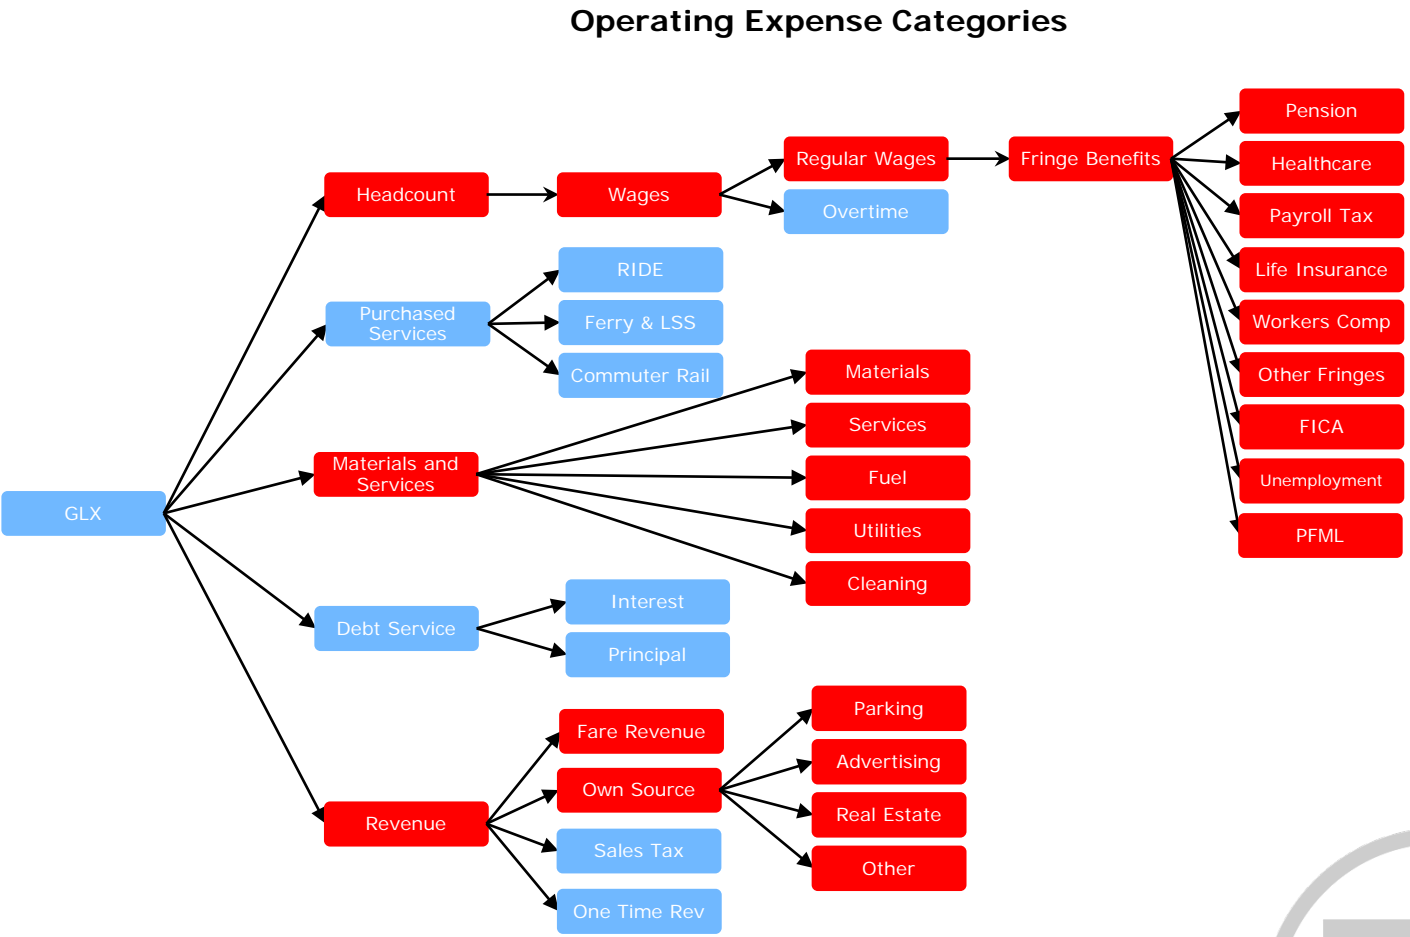 Operating Expense Categories
GLX
Headcount
Wages
Regular Wages
Overtime
Fringe Benefits
Pension
Healthcare
Payroll Tax
Life Insurance
Workers Comp
Other Fringes
FICA
Unemployment
PFML
Purchased
Services
RIDE
Ferry & LSS
Commuter Rail
Materials and
Services
Materials
Services
Fuel
Utilities
Cleaning
Debt Service
Interest
Principal
Revenue
Fare Revenue
Own Source
Sales Tax
One Time Rev
Parking
Advertising
Real Estate
Other